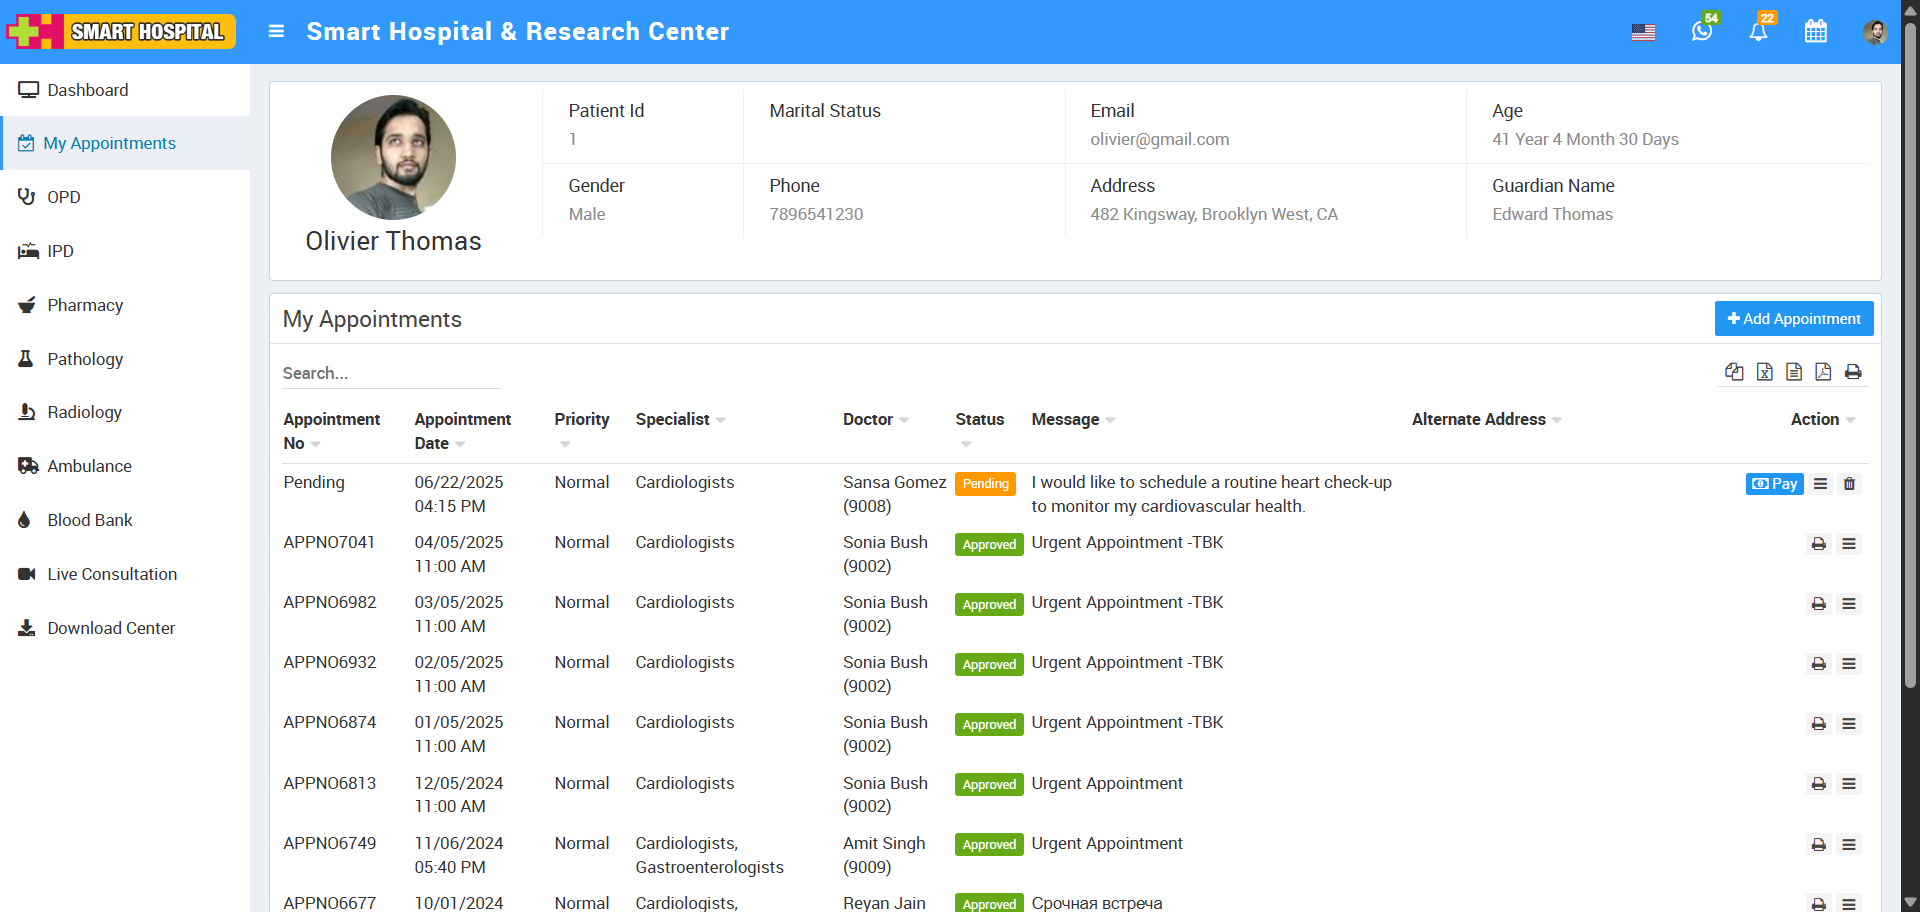 SMART HOSPITAL
Smart Hospital & Research Center
54
22
Dashboard
My Appointments
OPD
IPD
Pharmacy
Pathology
Radiology
Ambulance
Blood Bank
Live Consultation
Download Center
Olivier Thomas
Patient Id
1
Marital Status
Email
olivier@gmail.com
Age
41 Year 4 Month 30 Days
Gender
Male
Phone
7896541230
Address
482 Kingsway, Brooklyn West, CA
Guardian Name
Edward Thomas
My Appointments
Add Appointment
Search...
Appointment No
Appointment Date
Priority
Specialist
Doctor
Status
Message
Alternate Address
Action
Pending 06/22/2025 Normal Cardiologists Sansa Gomez Pending I would like to schedule a routine heart check-up Pay
04:15 PM (9008) to monitor my cardiovascular health.
APPNO7041 04/05/2025 Normal Cardiologists Sonia Bush Approved Urgent Appointment -TBK
11:00 AM (9002)
APPNO6982 03/05/2025 Normal Cardiologists Sonia Bush Approved Urgent Appointment -TBK
11:00 AM (9002)
APPNO6932 02/05/2025 Normal Cardiologists Sonia Bush Approved Urgent Appointment -TBK
11:00 AM (9002)
APPNO6874 01/05/2025 Normal Cardiologists Sonia Bush Approved Urgent Appointment -TBK
11:00 AM (9002)
APPNO6813 12/05/2024 Normal Cardiologists Sonia Bush Approved Urgent Appointment
11:00 AM (9002)
APPNO6749 11/06/2024 Normal Cardiologists, Amit Singh Approved Urgent Appointment
05:40 PM Gastroenterologists (9009)
APPNO6677 10/01/2024 Normal Cardiologists, Reyan Jain Approved Срочная встреча